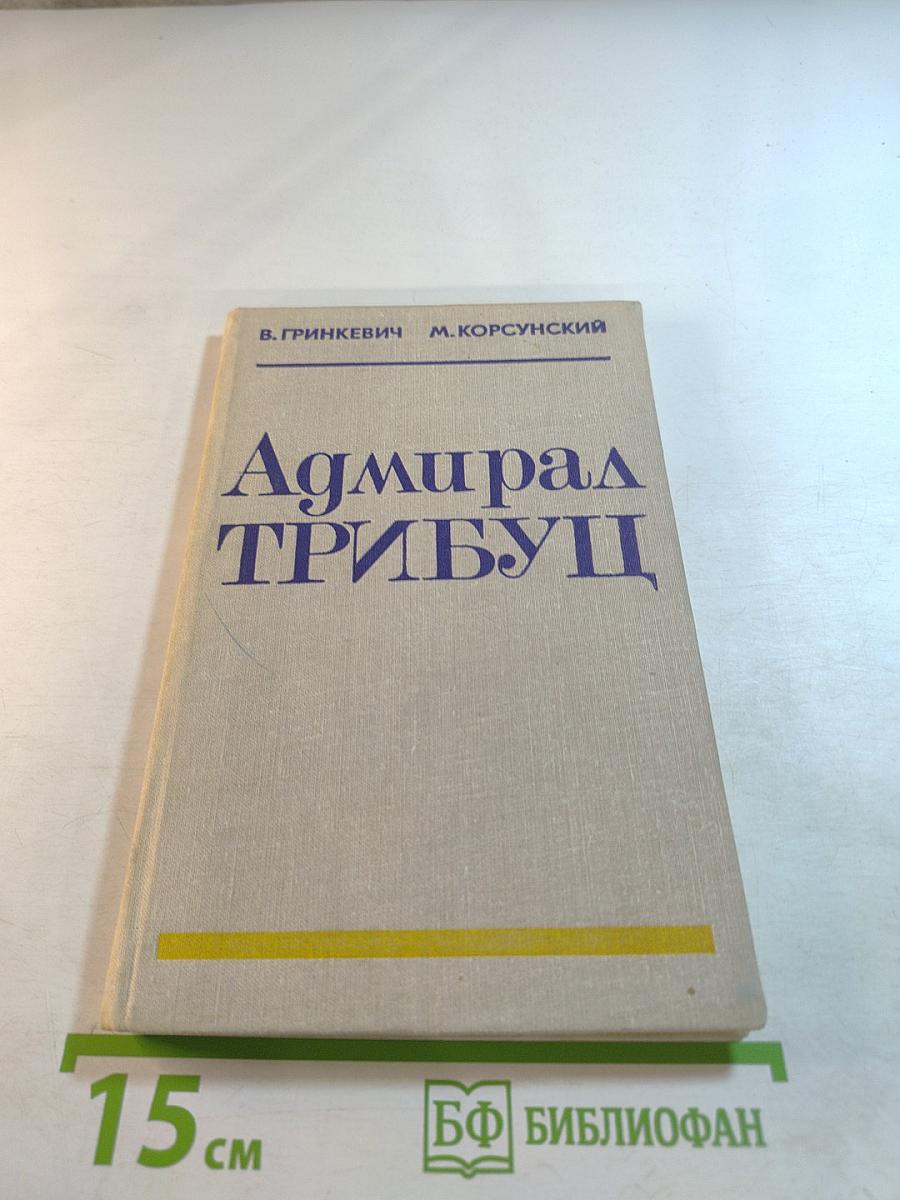 В. ГРИНКЕВИЧ М. КОРСУНСКИЙ
Адмирал
ТРИБУЦ
15 см
БФ БИБЛИОФАН